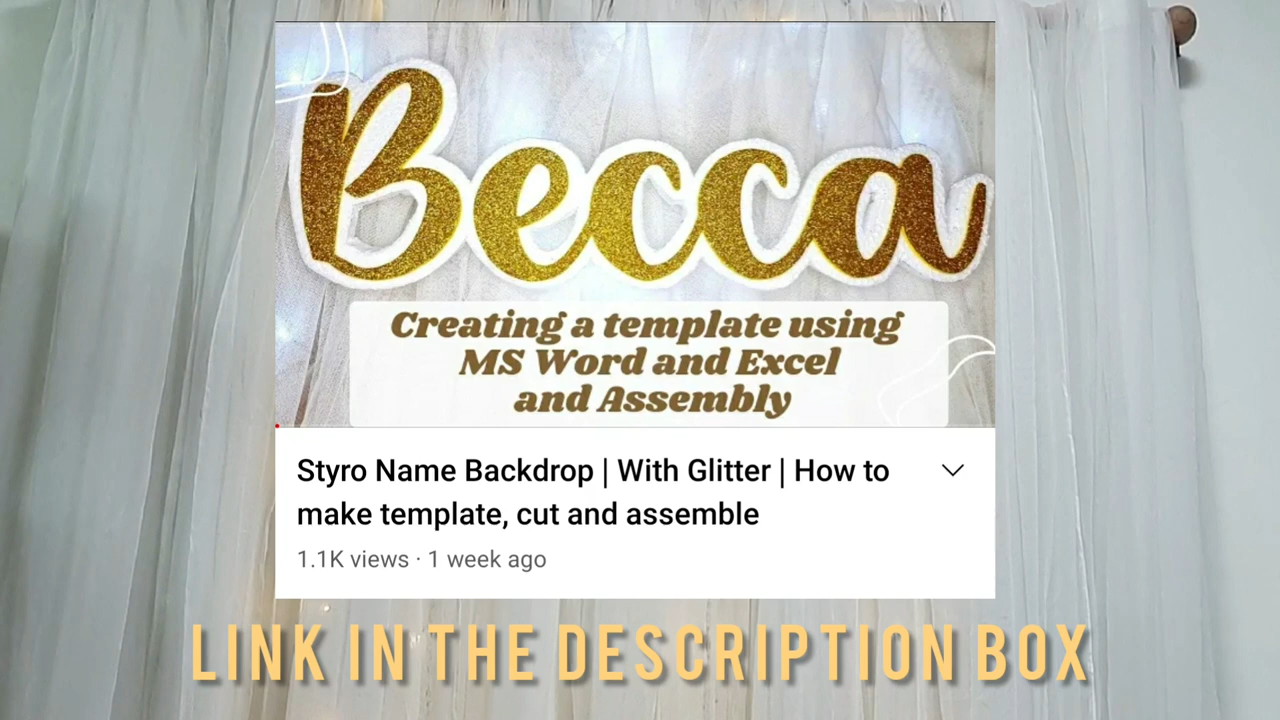 Becca
Creating a template using
MS Word and Excel
and Assembly
Styro Name Backdrop | With Glitter | How to
make template, cut and assemble
1.1K views · 1 week ago
LINK IN THE DESCRIPTION BOX